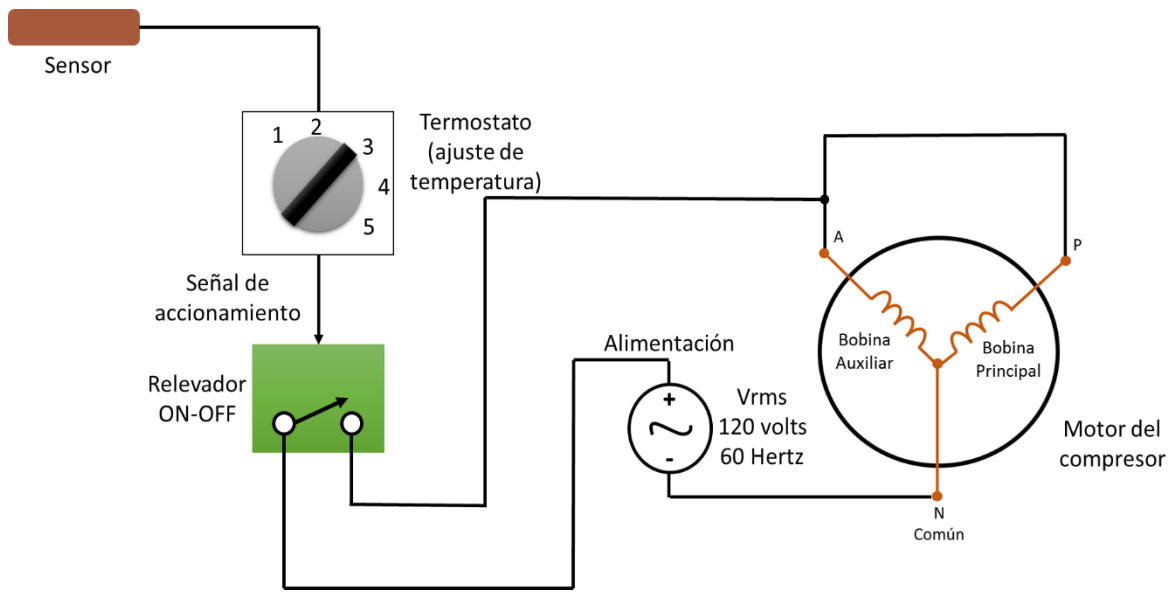 Sensor
1
2
3
4
5
Termostato
(ajuste de
temperatura)
Señal de
accionamiento
Relevador
ON-OFF
Alimentación
+
-
Vrms
120 volts
60 Hertz
A
P
Bobina
Auxiliar
Bobina
Principal
Motor del
compresor
N
Común